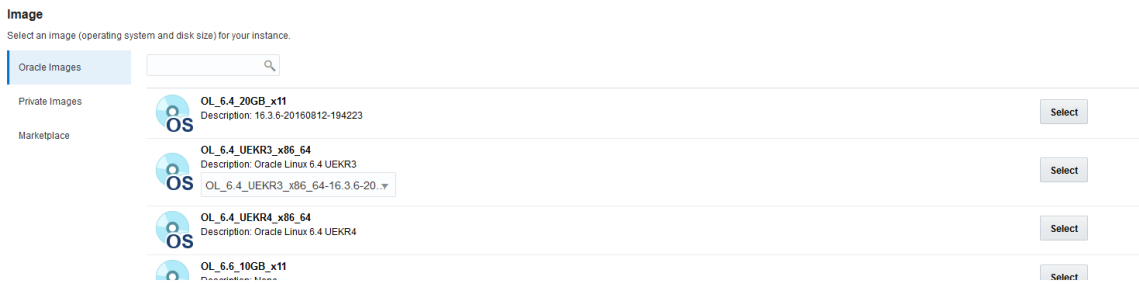 Image
Select an image (operating system and disk size) for your instance.
Oracle Images
Private Images
Marketplace
OS
OL_6.4_20GB_x11
Description: 16.3.6-20160812-194223
Select
OS
OL_6.4_UEKR3_x86_64
Description: Oracle Linux 6.4 UEKR3
OL_6.4_UEKR3_x86_64-16.3.6-20..
Select
OS
OL_6.4_UEKR4_x86_64
Description: Oracle Linux 6.4 UEKR4
Select
OL_6.6_10GB_x11
Description: None
Select